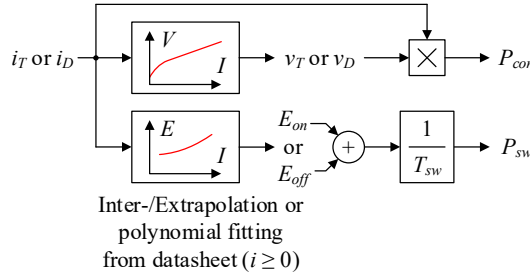 V
i_T or i_D
I
v_T or v_D
×
P_con
E
I
or
E_on
E_off
+
1
T_sw
P_sw
Inter-/Extrapolation or
polynomial fitting
from datasheet (i ≥ 0)